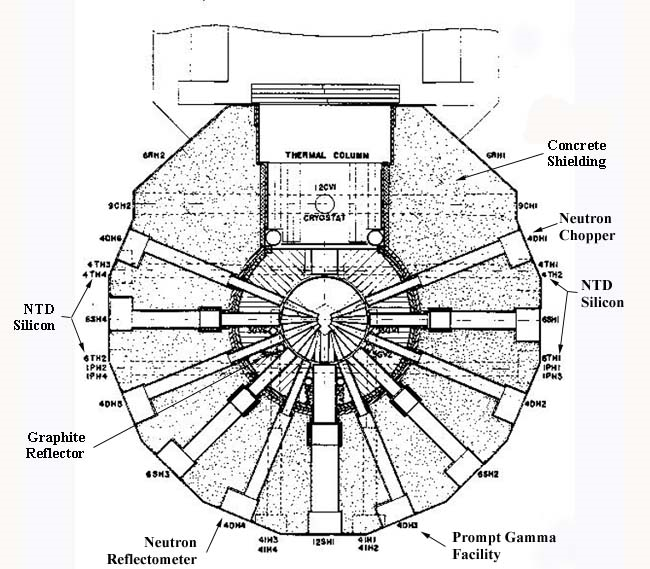 6RH2
6RH1
THERMAL COLUMN
Concrete
Shielding
12CV1
CRYOSTAT
9CH2
9CH1
Neutron
Chopper
4DH6
4DH1
4TH3
4TH4
4TH1
4TH2
NTD
Silicon
NTD
Silicon
6SH4
6SH1
3GV1
3GV2
6TH2
1PH2
1PH4
6TH1
1PH1
1PH3
4DH5
4DH2
Graphite
Reflector
6SH3
6SH2
4DH4
4DH3
Neutron
Reflectometer
4IH3
4IH4
12SH1
4IH1
4IH2
Prompt Gamma
Facility